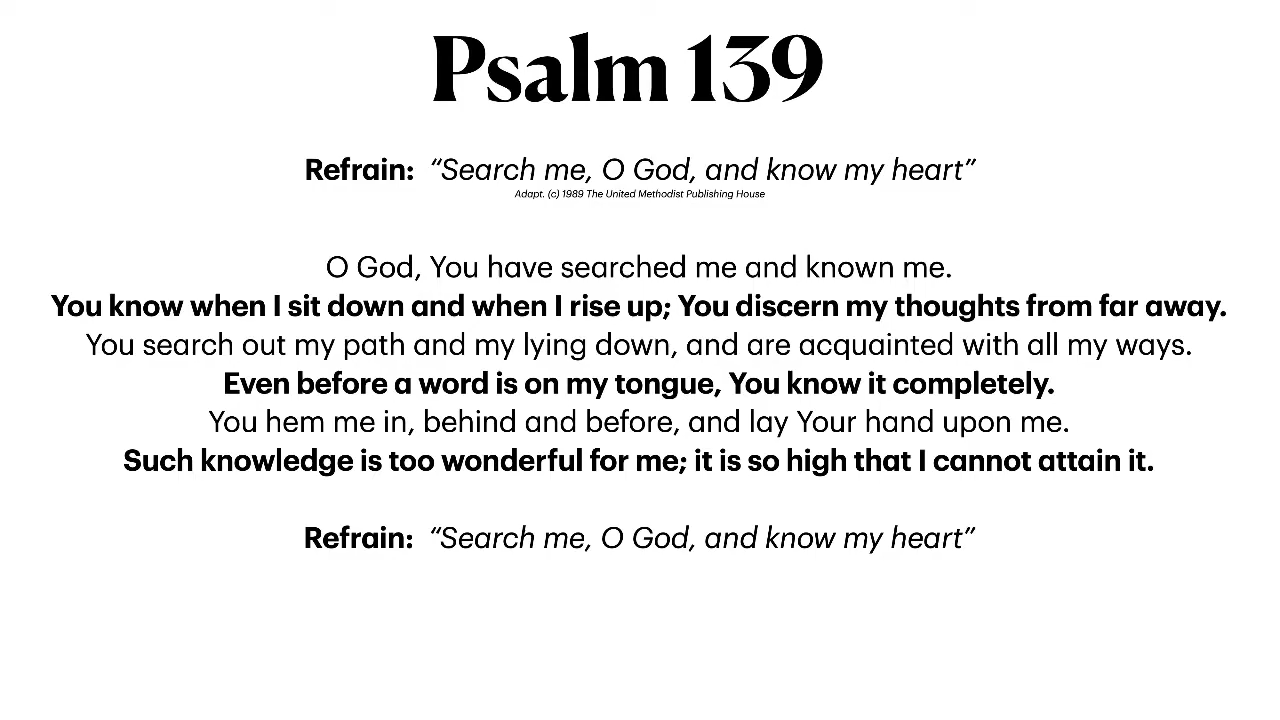 Psalm 139
Refrain: “Search me, O God, and know my heart”
Adapt. (c) 1989 The United Methodist Publishing House
O God, You have searched me and known me.
You know when I sit down and when I rise up; You discern my thoughts from far away.
You search out my path and my lying down, and are acquainted with all my ways.
Even before a word is on my tongue, You know it completely.
You hem me in, behind and before, and lay Your hand upon me.
Such knowledge is too wonderful for me; it is so high that I cannot attain it.
Refrain: “Search me, O God, and know my heart”